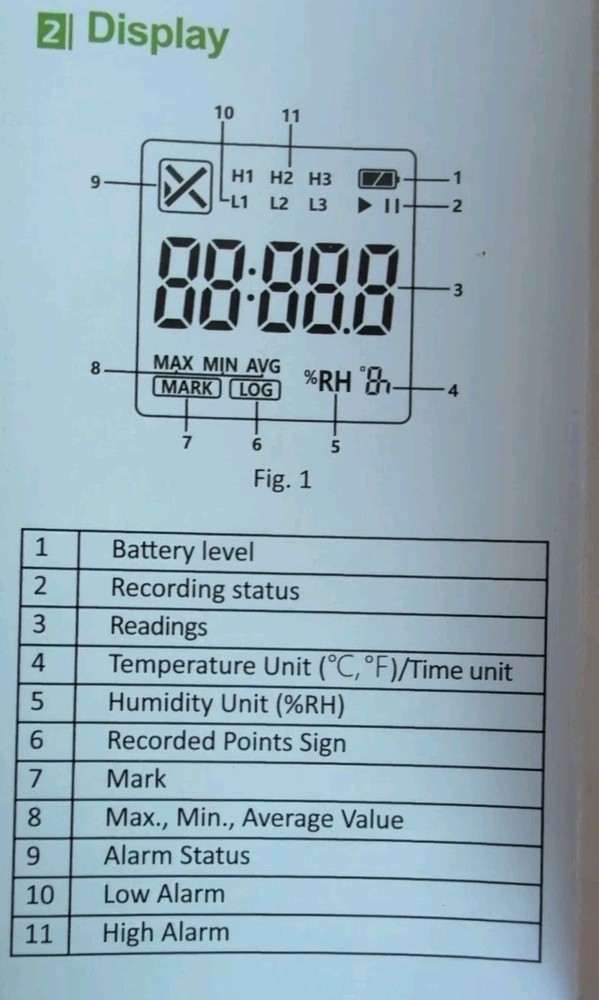 2 Display
10 11
9 H1 H2 H3 1
L1 L2 L3 2
88:88.8 3
8 MAX MIN AVG
MARK LOG %RH °8h 4
7 6 5
Fig. 1
1 Battery level
2 Recording status
3 Readings
4 Temperature Unit (°C,°F)/Time unit
5 Humidity Unit (%RH)
6 Recorded Points Sign
7 Mark
8 Max., Min., Average Value
9 Alarm Status
10 Low Alarm
11 High Alarm